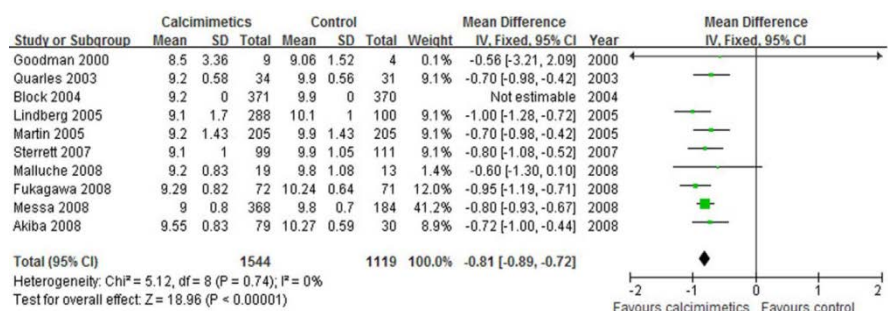 Calcimimetics Control Mean Difference Mean Difference
Study or Subgroup Mean SD Total Mean SD Total Weight IV, Fixed, 95% CI Year IV, Fixed, 95% CI
Goodman 2000 8.5 3.36 9 9.06 1.52 4 0.1% -0.56 [-3.21, 2.09] 2000
Quarles 2003 9.2 0.58 34 9.9 0.56 31 9.1% -0.70 [-0.98, -0.42] 2003
Block 2004 9.2 0 371 9.9 0 370 Not estimable 2004
Lindberg 2005 9.1 1.7 288 10.1 1 100 9.1% -1.00 [-1.28, -0.72] 2005
Martin 2005 9.2 1.43 205 9.9 1.43 205 9.1% -0.70 [-0.98, -0.42] 2005
Sterrett 2007 9.1 1 99 9.9 1.05 111 9.1% -0.80 [-1.08, -0.52] 2007
Malluche 2008 9.2 0.83 19 9.8 1.08 13 1.4% -0.60 [-1.30, 0.10] 2008
Fukagawa 2008 9.29 0.82 72 10.24 0.64 71 12.0% -0.95 [-1.19, -0.71] 2008
Messa 2008 9 0.8 368 9.8 0.7 184 41.2% -0.80 [-0.93, -0.67] 2008
Akiba 2008 9.55 0.83 79 10.27 0.59 30 8.9% -0.72 [-1.00, -0.44] 2008
Total (95% CI) 1544 1119 100.0% -0.81 [-0.89, -0.72]
Heterogeneity: Chi² = 5.12, df = 8 (P = 0.74); I² = 0%
Test for overall effect: Z = 18.96 (P < 0.00001)
-2 -1 0 1 2
Favours calcimimetics Favours control